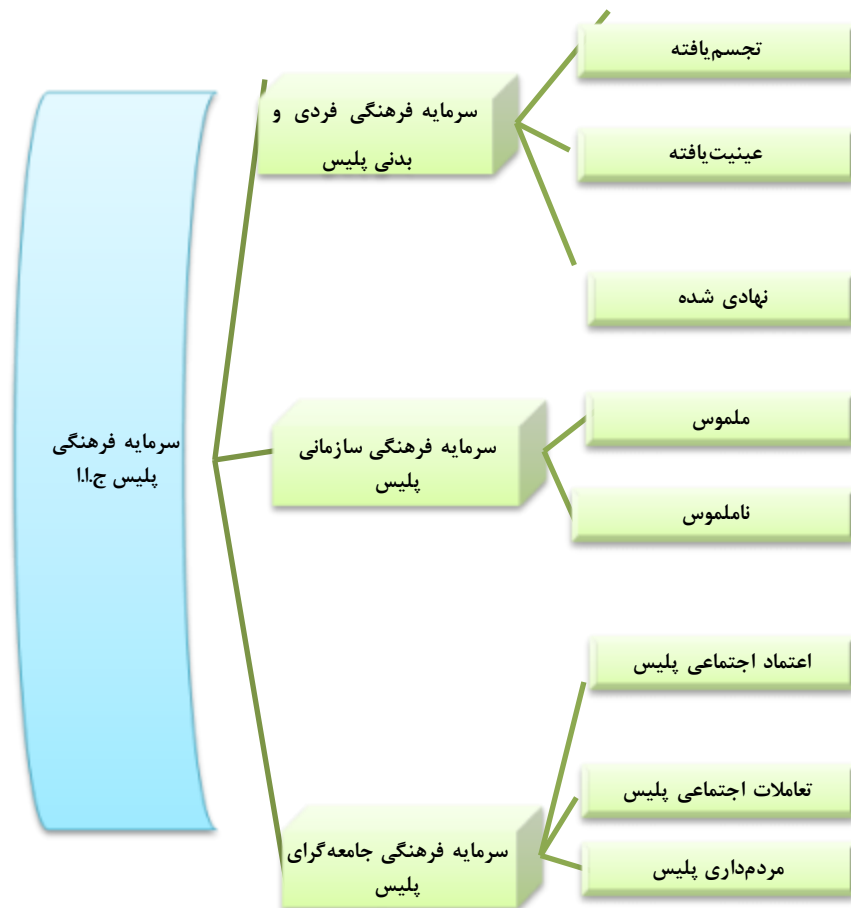 سرمایه فرهنگی
پلیس ج.ا.ا
سرمایه فرهنگی فردی و
بدنی پلیس
تجسم‌یافته
عینیت‌یافته
نهادی شده
سرمایه فرهنگی سازمانی
پلیس
ملموس
ناملموس
سرمایه فرهنگی جامعه‌گرای
پلیس
اعتماد اجتماعی پلیس
تعاملات اجتماعی پلیس
مردم‌داری پلیس